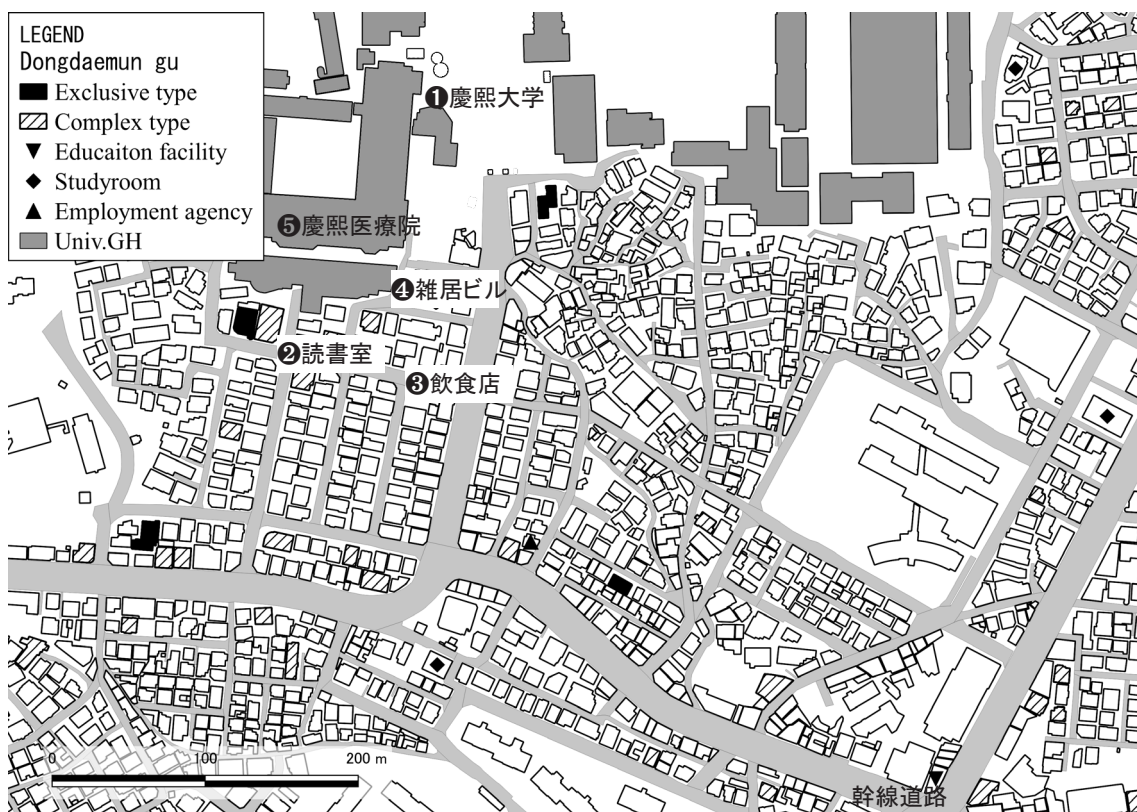 LEGEND
Dongdaemun gu
Exclusive type
Complex type
Educaiton facility
Studyroom
Employment agency
Univ.GH
❶慶熙大学
❺慶熙医療院
❹雑居ビル
❷読書室
❸飲食店
0 100 200 m
幹線道路